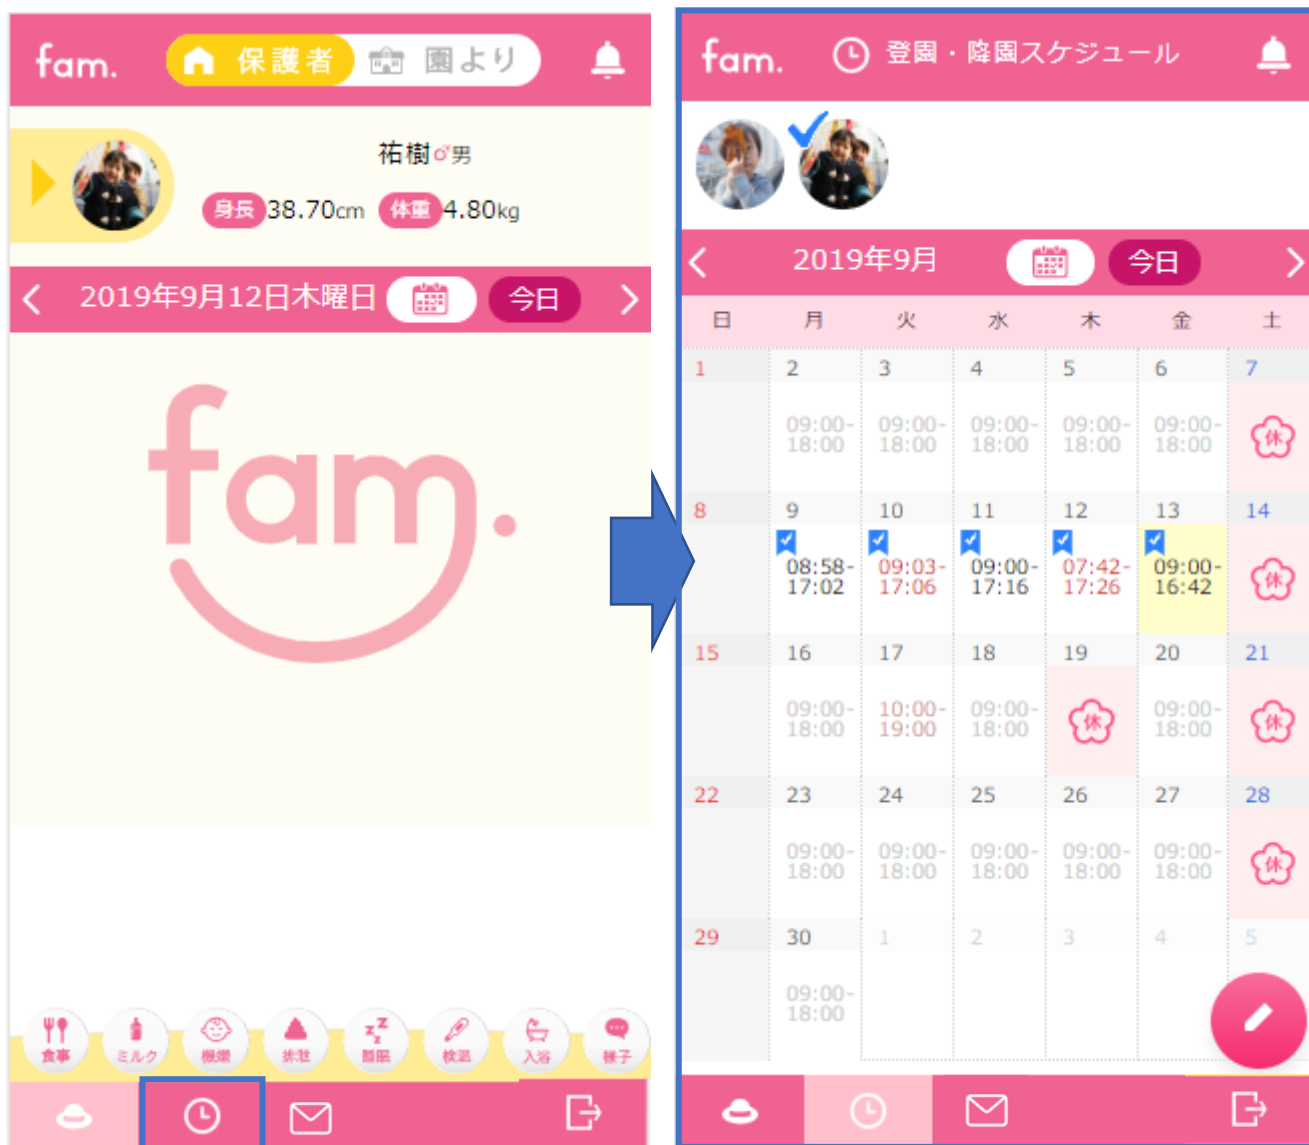 fam.
保護者
園より
祐樹♂男
身長 38.70cm 体重 4.80kg
2019年9月12日木曜日
今日
fam.
食事
ミルク
機嫌
排泄
睡眠
検温
入浴
様子
fam.
登園・降園スケジュール
2019年9月
今日
日 月 火 水 木 金 土
1 2 3 4 5 6 7
09:00- 09:00- 09:00- 09:00- 09:00- 休
18:00 18:00 18:00 18:00 18:00
8 9 10 11 12 13 14
08:58- 09:03- 09:00- 07:42- 09:00- 休
17:02 17:06 17:16 17:26 16:42
15 16 17 18 19 20 21
09:00- 10:00- 09:00- 休 09:00- 休
18:00 19:00 18:00 18:00
22 23 24 25 26 27 28
09:00- 09:00- 09:00- 09:00- 09:00- 休
18:00 18:00 18:00 18:00 18:00
29 30 1 2 3 4 5
09:00-
18:00